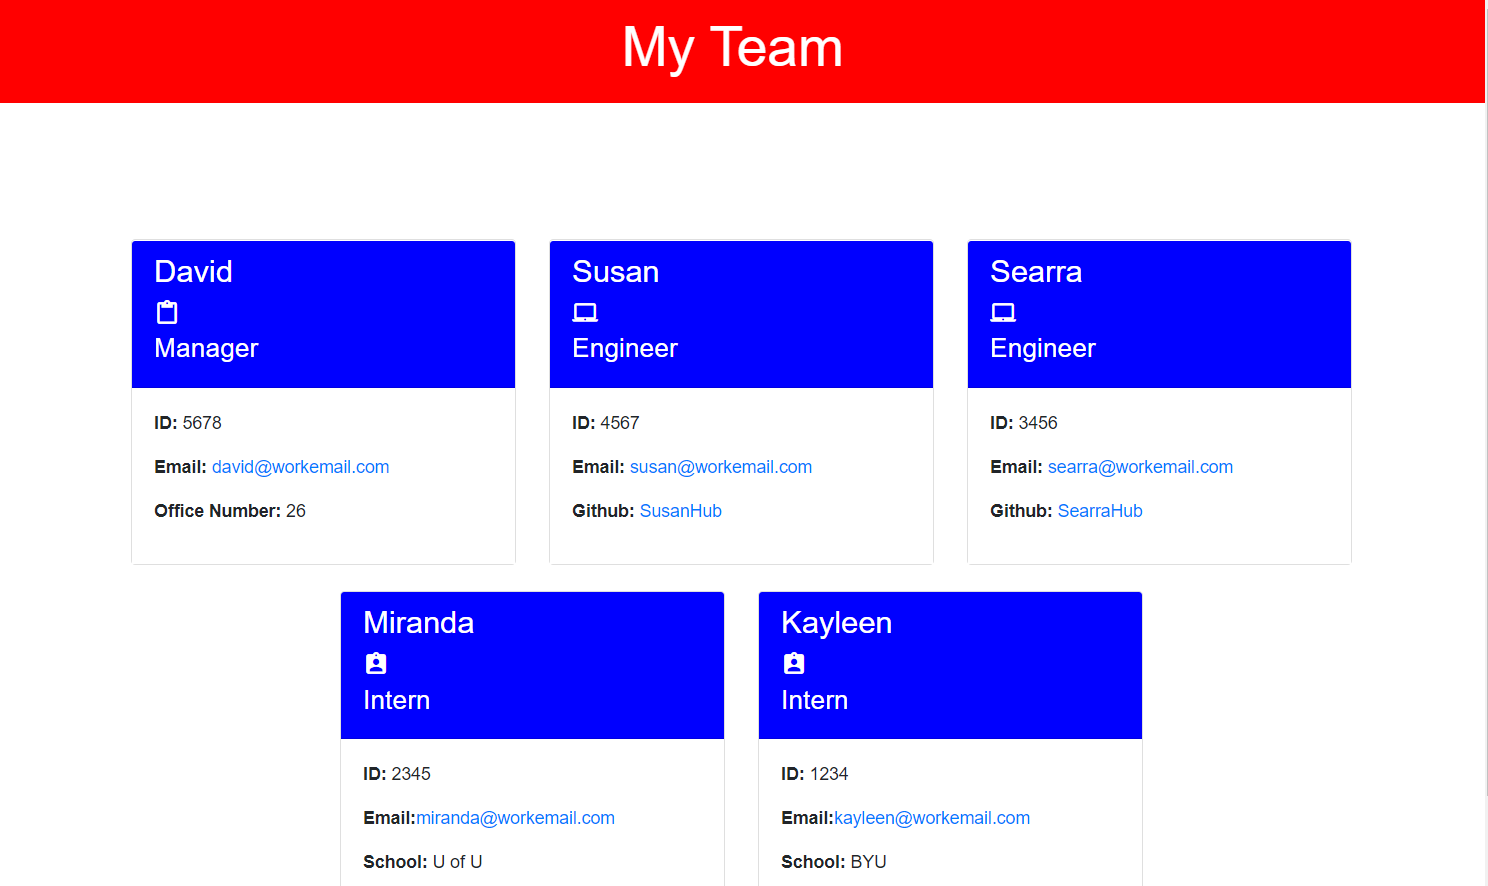 My Team
David
Manager
ID: 5678
Email: david@workemail.com
Office Number: 26
Susan
Engineer
ID: 4567
Email: susan@workemail.com
Github: SusanHub
Searra
Engineer
ID: 3456
Email: searra@workemail.com
Github: SearraHub
Miranda
Intern
ID: 2345
Email:miranda@workemail.com
School: U of U
Kayleen
Intern
ID: 1234
Email:kayleen@workemail.com
School: BYU